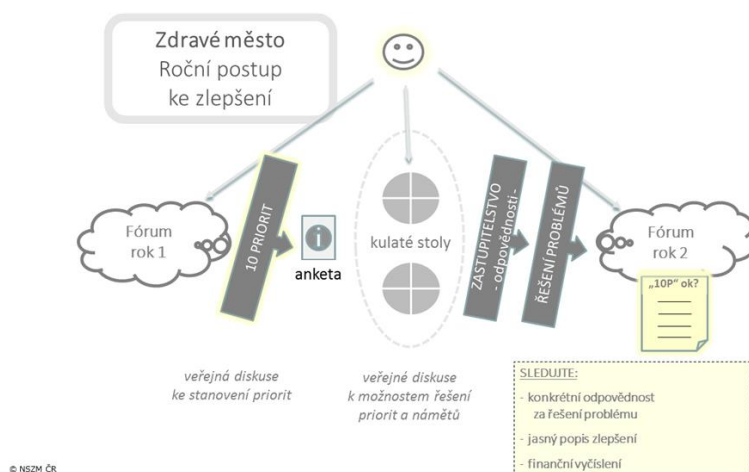 Zdravé město
Roční postup
ke zlepšení
Fórum
rok 1
10 PRIORIT
anketa
kulaté stoly
ZASTUPITELSTVO
- odpovědnosti -
ŘEŠENÍ PROBLÉMŮ
Fórum
rok 2
„10P“ ok?
veřejná diskuse
ke stanovení priorit
veřejné diskuse
k možnostem řešení
priorit a námětů
SLEDUJTE:
- konkrétní odpovědnost
za řešení problému
- jasný popis zlepšení
- finanční vyčíslení
© NSZM ČR